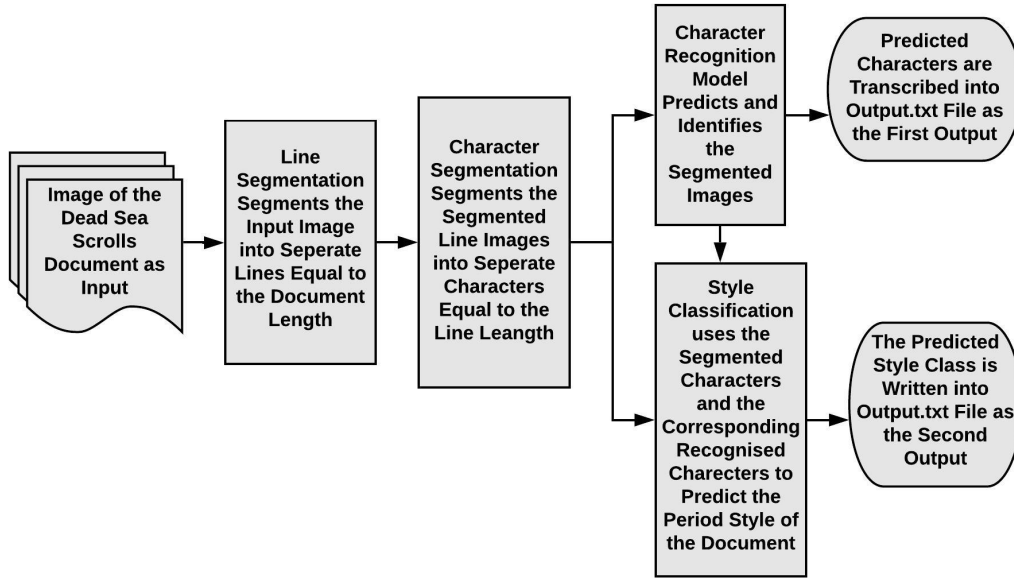 Image of the
Dead Sea
Scrolls
Document as
Input
Line
Segmentation
Segments the
Input Image
into Seperate
Lines Equal to
the Document
Length
Character
Segmentation
Segments the
Segmented
Line Images
into Seperate
Characters
Equal to the
Line Leangth
Character
Recognition
Model
Predicts and
Identifies
the
Segmented
Images
Predicted
Characters are
Transcribed into
Output.txt File as
the First Output
Style
Classification
uses the
Segmented
Characters
and the
Corresponding
Recognised
Charecters to
Predict the
Period Style of
the Document
The Predicted
Style Class is
Written into
Output.txt File as
the Second
Output